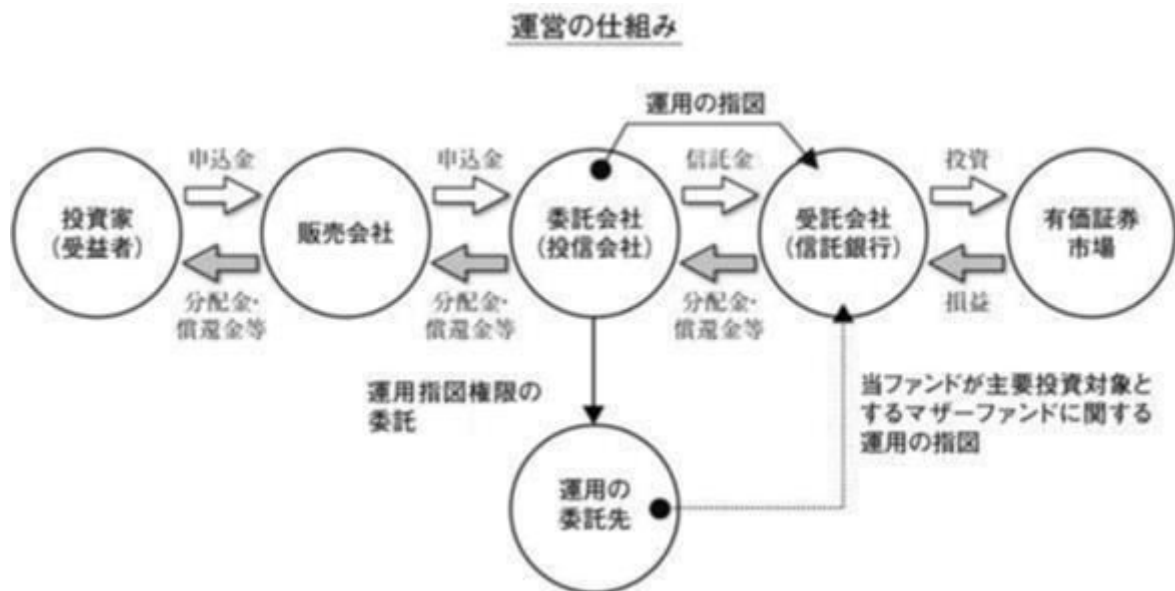 運営の仕組み
運用の指図
申込金
申込金
信託金
投資
投資家
(受益者)
販売会社
委託会社
(投信会社)
受託会社
(信託銀行)
有価証券
市場
分配金・
償還金等
分配金・
償還金等
分配金・
償還金等
損益
運用指図権限の
委託
当ファンドが主要投資対象と
するマザーファンドに関する
運用の指図
運用の
委託先